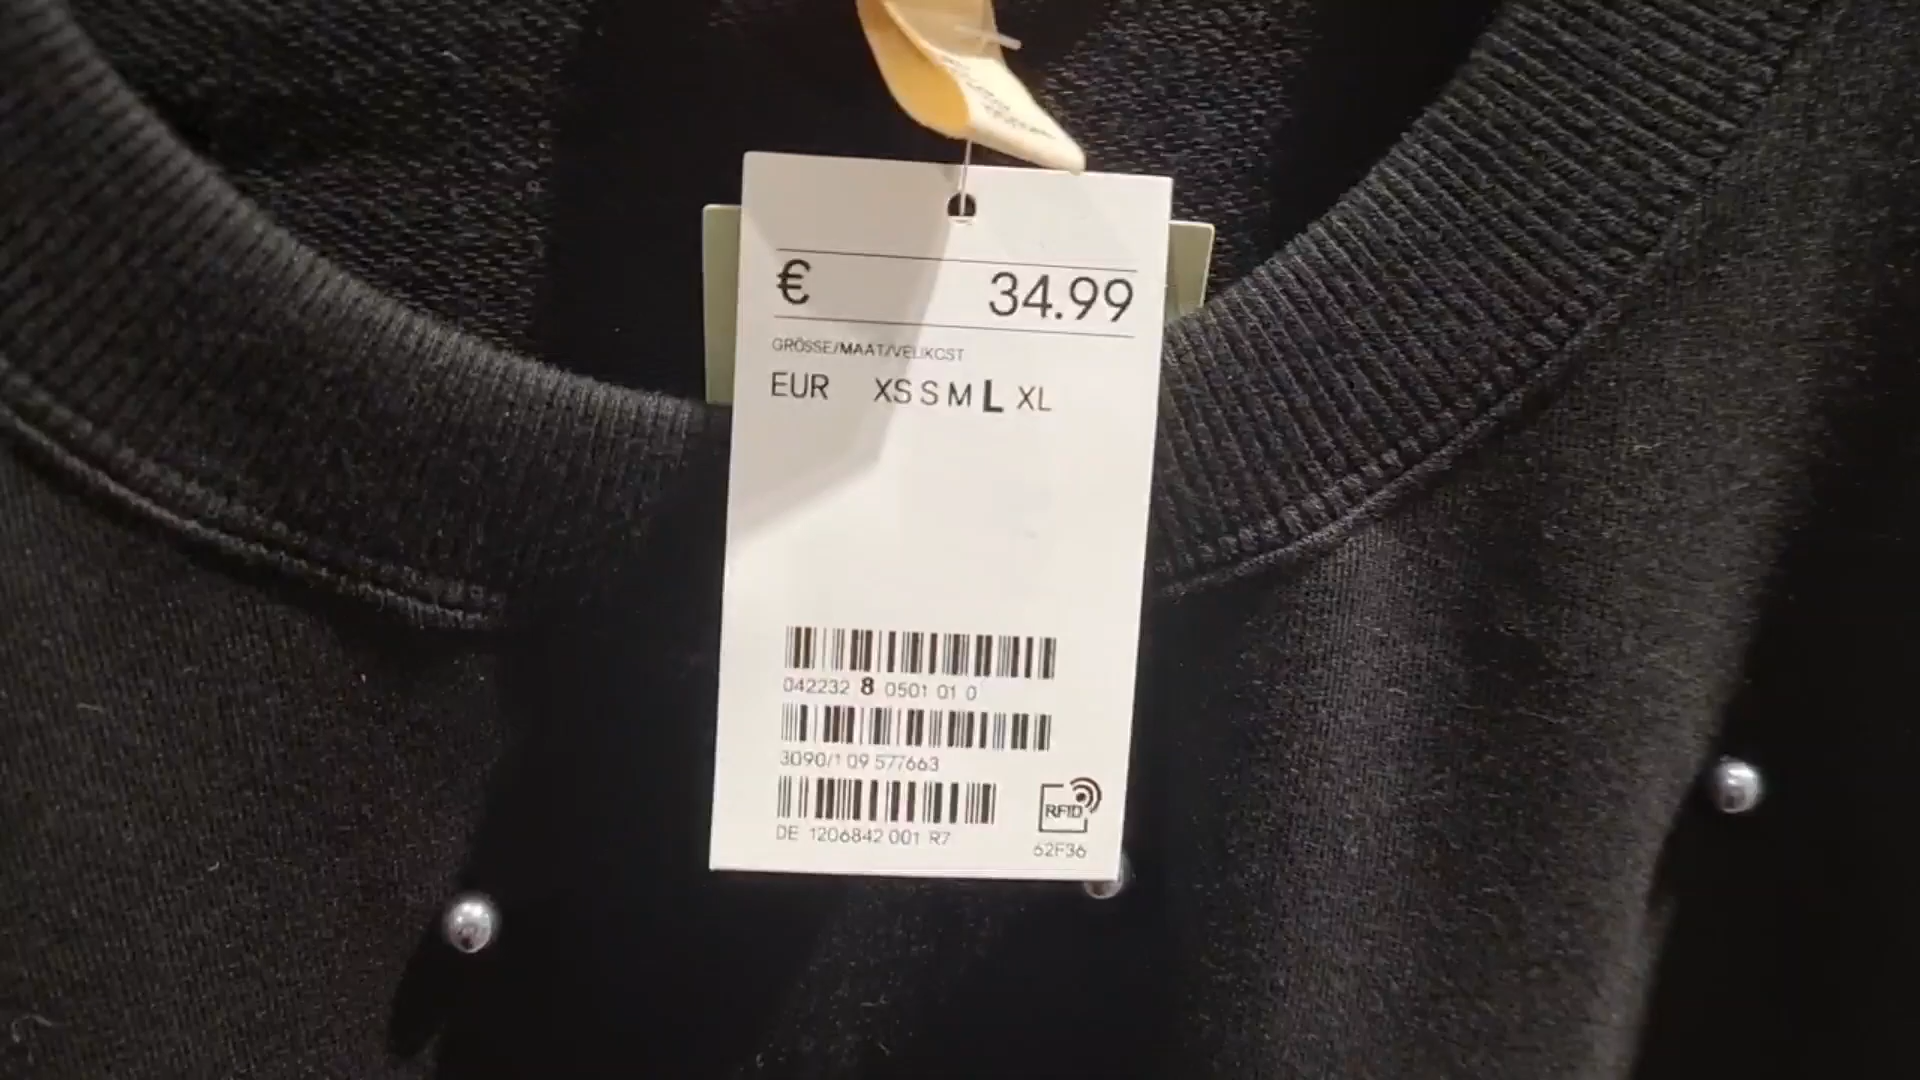 € 34.99
GRÖSSE/MAAT/VELIKOST
EUR XS S M L XL
042232 8 0501 01 0
3090/1 09 577663
DE 1206842 001 R7
RFID
62F36